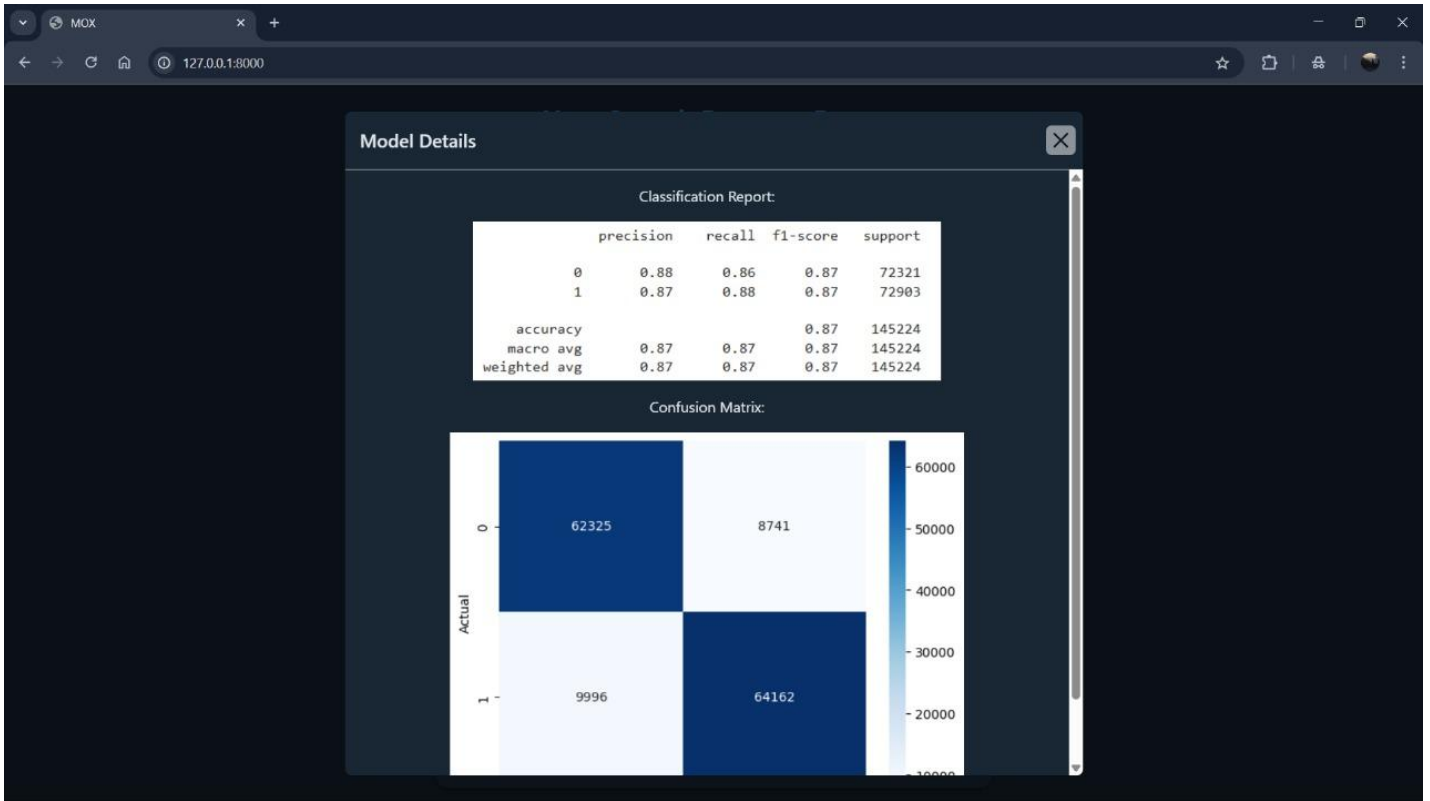 MOX
127.0.0.1:8000
Model Details
Classification Report:
precision recall f1-score support
0 0.88 0.86 0.87 72321
1 0.87 0.88 0.87 72903
accuracy 0.87 145224
macro avg 0.87 0.87 0.87 145224
weighted avg 0.87 0.87 0.87 145224
Confusion Matrix:
60000
0 62325 8741 50000
40000
Actual
30000
1 9996 64162
20000